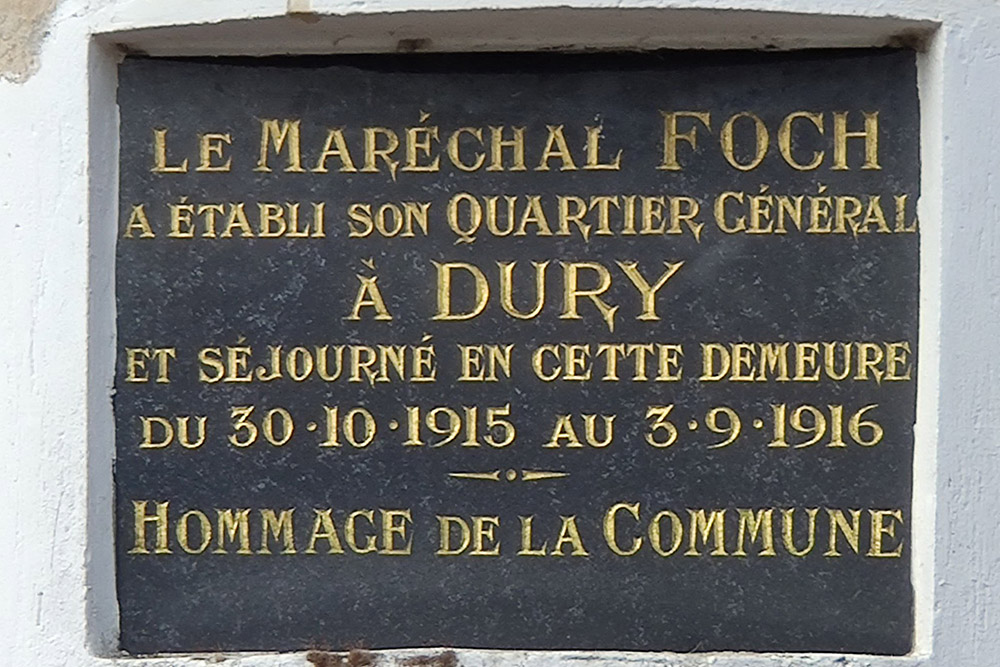 LE MARÉCHAL FOCH
A ÉTABLI SON QUARTIER GÉNÉRAL
À DURY
ET SÉJOURNÉ EN CETTE DEMEURE
DU 30·10·1915 AU 3·9·1916
HOMMAGE DE LA COMMUNE